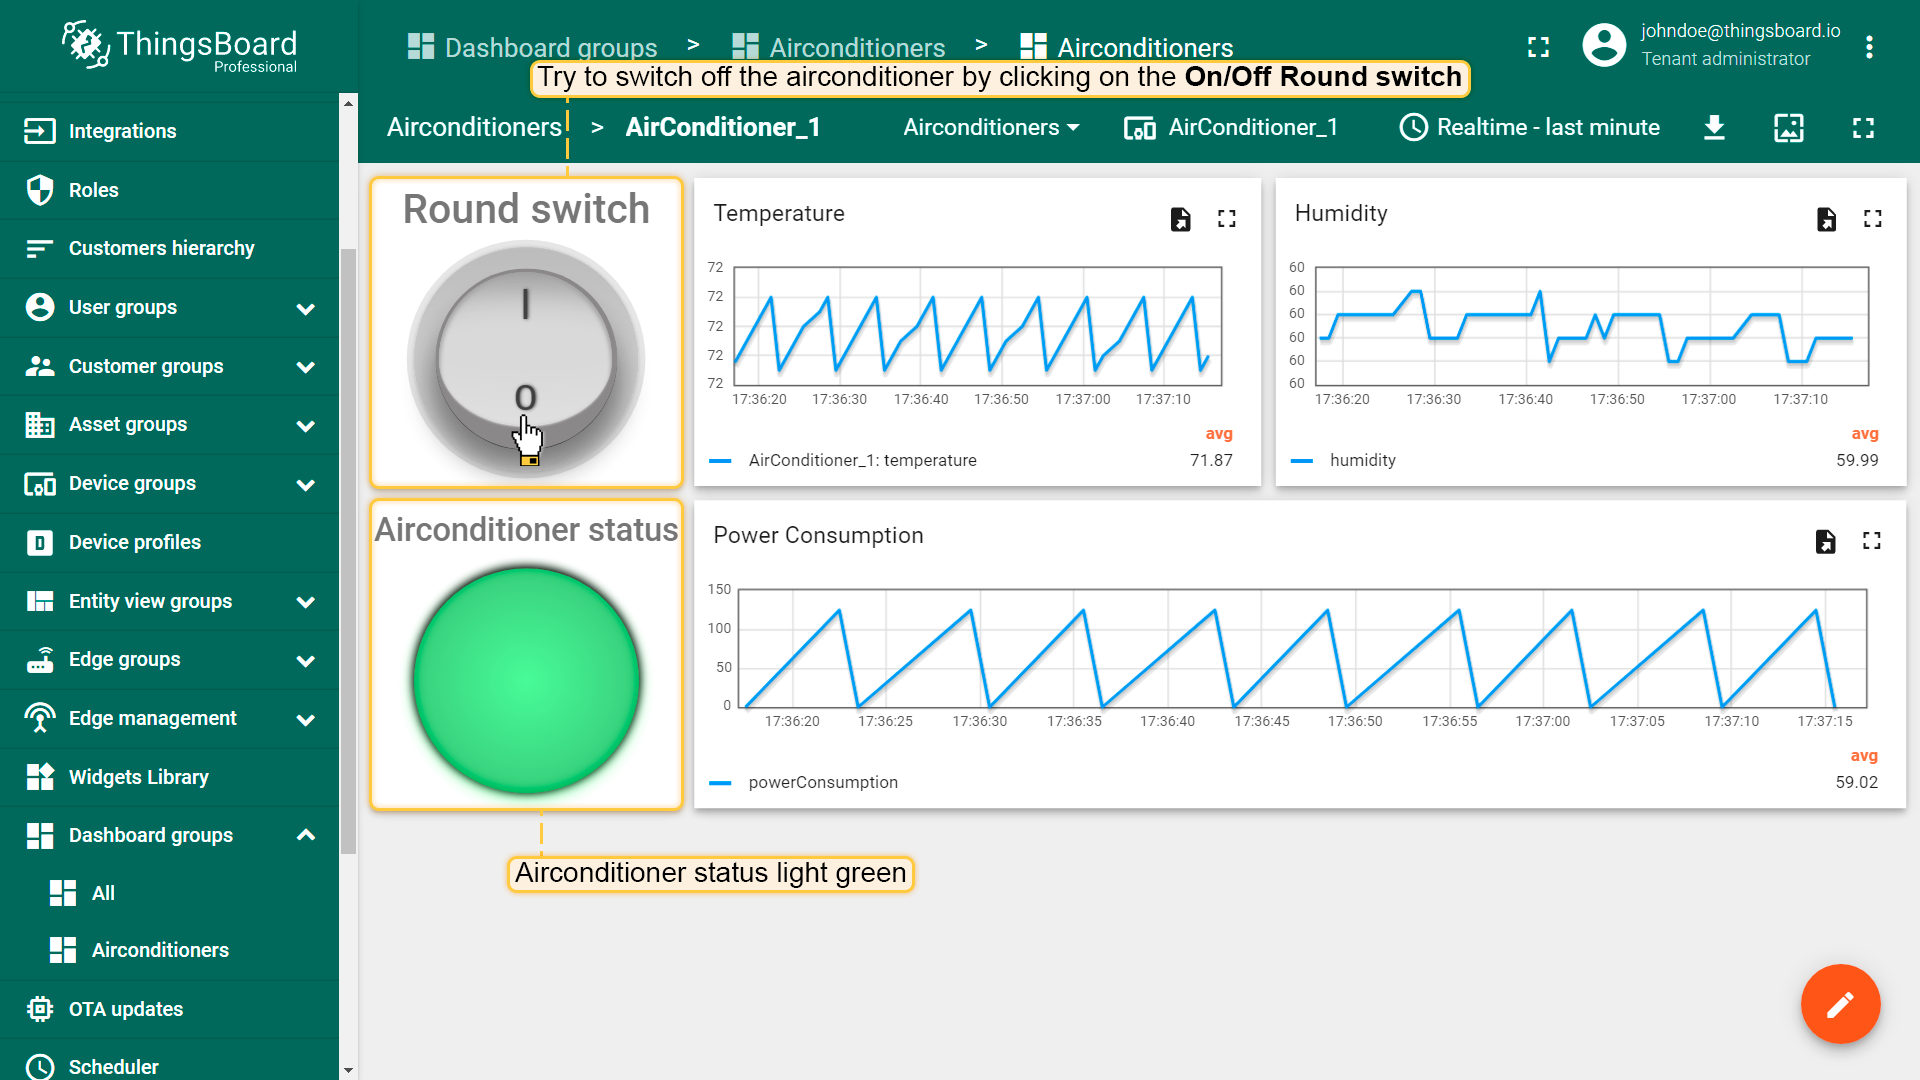 ThingsBoard
Professional
Dashboard groups > Airconditioners > Airconditioners
johndoe@thingsboard.io
Tenant administrator
Try to switch off the airconditioner by clicking on the On/Off Round switch
Airconditioners > AirConditioner_1
Airconditioners
AirConditioner_1
Realtime - last minute
Integrations
Roles
Customers hierarchy
User groups
Customer groups
Asset groups
Device groups
Device profiles
Entity view groups
Edge groups
Edge management
Widgets Library
Dashboard groups
All
Airconditioners
OTA updates
Scheduler
Round switch
I
O
Temperature
72
72
72
72
72
17:36:20 17:36:30 17:36:40 17:36:50 17:37:00 17:37:10
avg
AirConditioner_1: temperature 71.87
Humidity
60
60
60
60
60
60
17:36:20 17:36:30 17:36:40 17:36:50 17:37:00 17:37:10
avg
humidity 59.99
Airconditioner status
Airconditioner status light green
Power Consumption
150
100
50
0
17:36:20 17:36:25 17:36:30 17:36:35 17:36:40 17:36:45 17:36:50 17:36:55 17:37:00 17:37:05 17:37:10 17:37:15
avg
powerConsumption 59.02